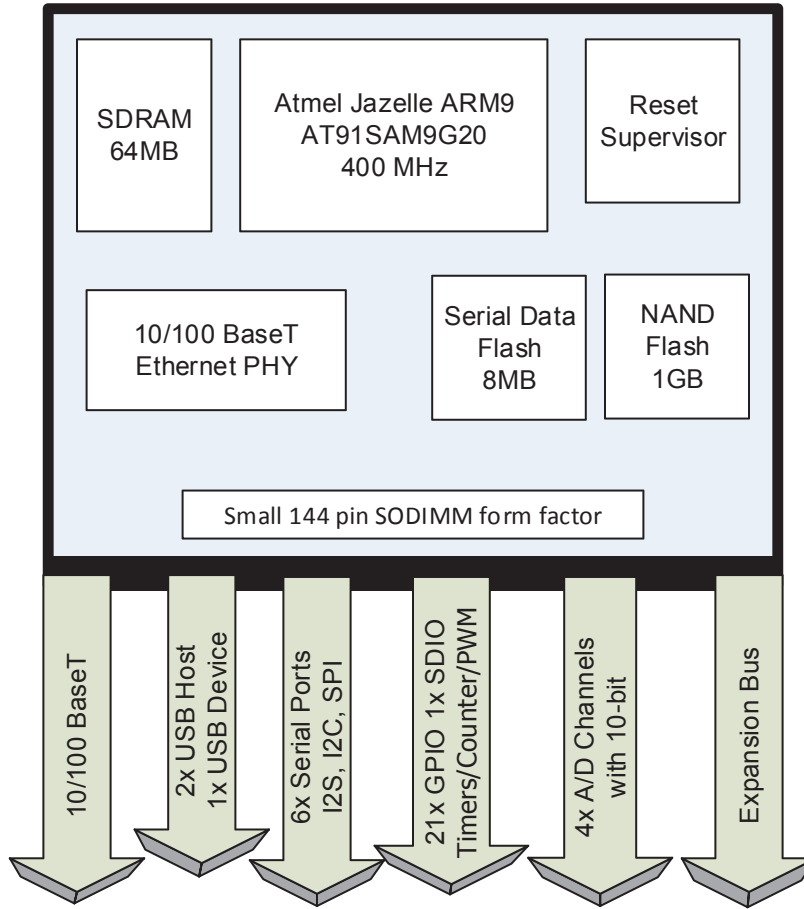 SDRAM
64MB
Atmel Jazelle ARM9
AT91SAM9G20
400 MHz
Reset
Supervisor
10/100 BaseT
Ethernet PHY
Serial Data
Flash
8MB
NAND
Flash
1GB
Small 144 pin SODIMM form factor
10/100 BaseT
2x USB Host
1x USB Device
6x Serial Ports
I2S, I2C, SPI
21x GPIO 1x SDIO
Timers/Counter/PWM
4x A/D Channels
with 10-bit
Expansion Bus